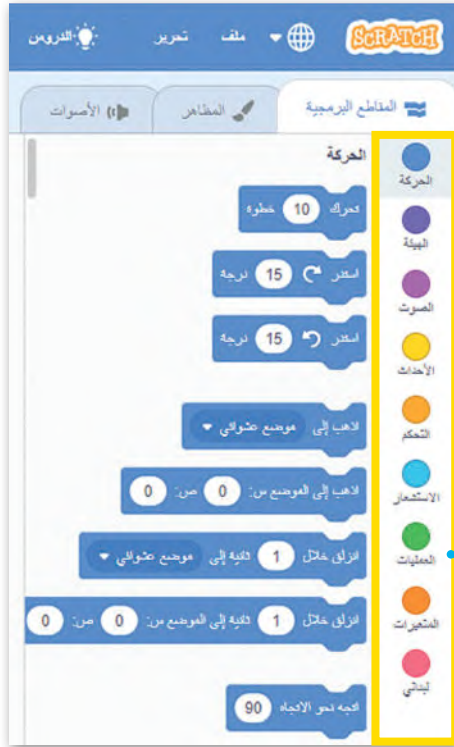 SCRATCH ملف تحرير الدروس
المقاطع البرمجية المظاهر الأصوات
الحركة
الهيئة
الصوت
الأحداث
التحكم
الاستشعار
العمليات
المتغيرات
لبناتي
الحركة
تحرك 10 خطوة
استدر 15 درجة
استدر 15 درجة
اذهب إلى موضع عشوائي
اذهب إلى الموضع س: 0 ص: 0
انزلق خلال 1 ثانية إلى موضع عشوائي
انزلق خلال 1 ثانية إلى الموضع س: 0 ص: 0
اتجه نحو الاتجاه 90